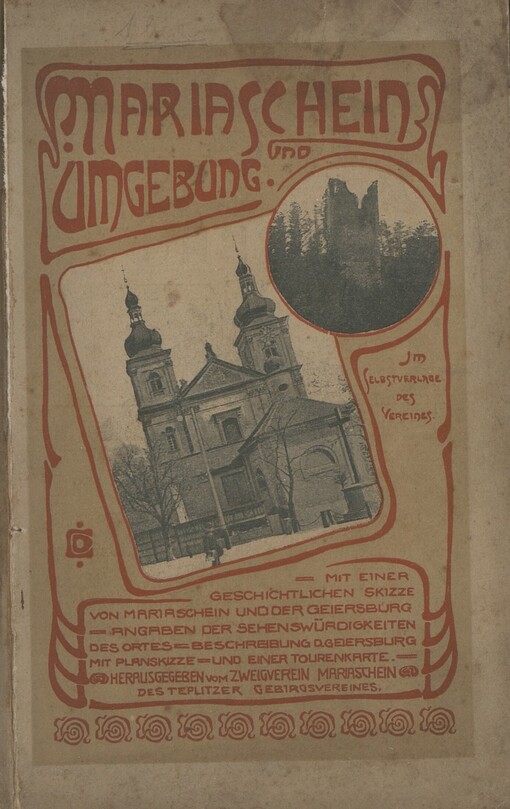 MARIASCHEIN
UND
UMGEBUNG.
IM
SELBSTVERLAGE
DES
VEREINES.
= MIT EINER
GESCHICHTLICHEN SKIZZE
VON MARIASCHEIN UND DER GEIERSBURG
— ANGABEN DER SEHENSWÜRDIGKEITEN
DES ORTES = BESCHREIBUNG D. GEIERSBURG
MIT PLANSKIZZE = UND EINER TOURENKARTE. =
HERAUSGEGEBEN VOM ZWEIGVEREIN MARIASCHEIN
DES TEPLITZER GEBIRGSVEREINES.